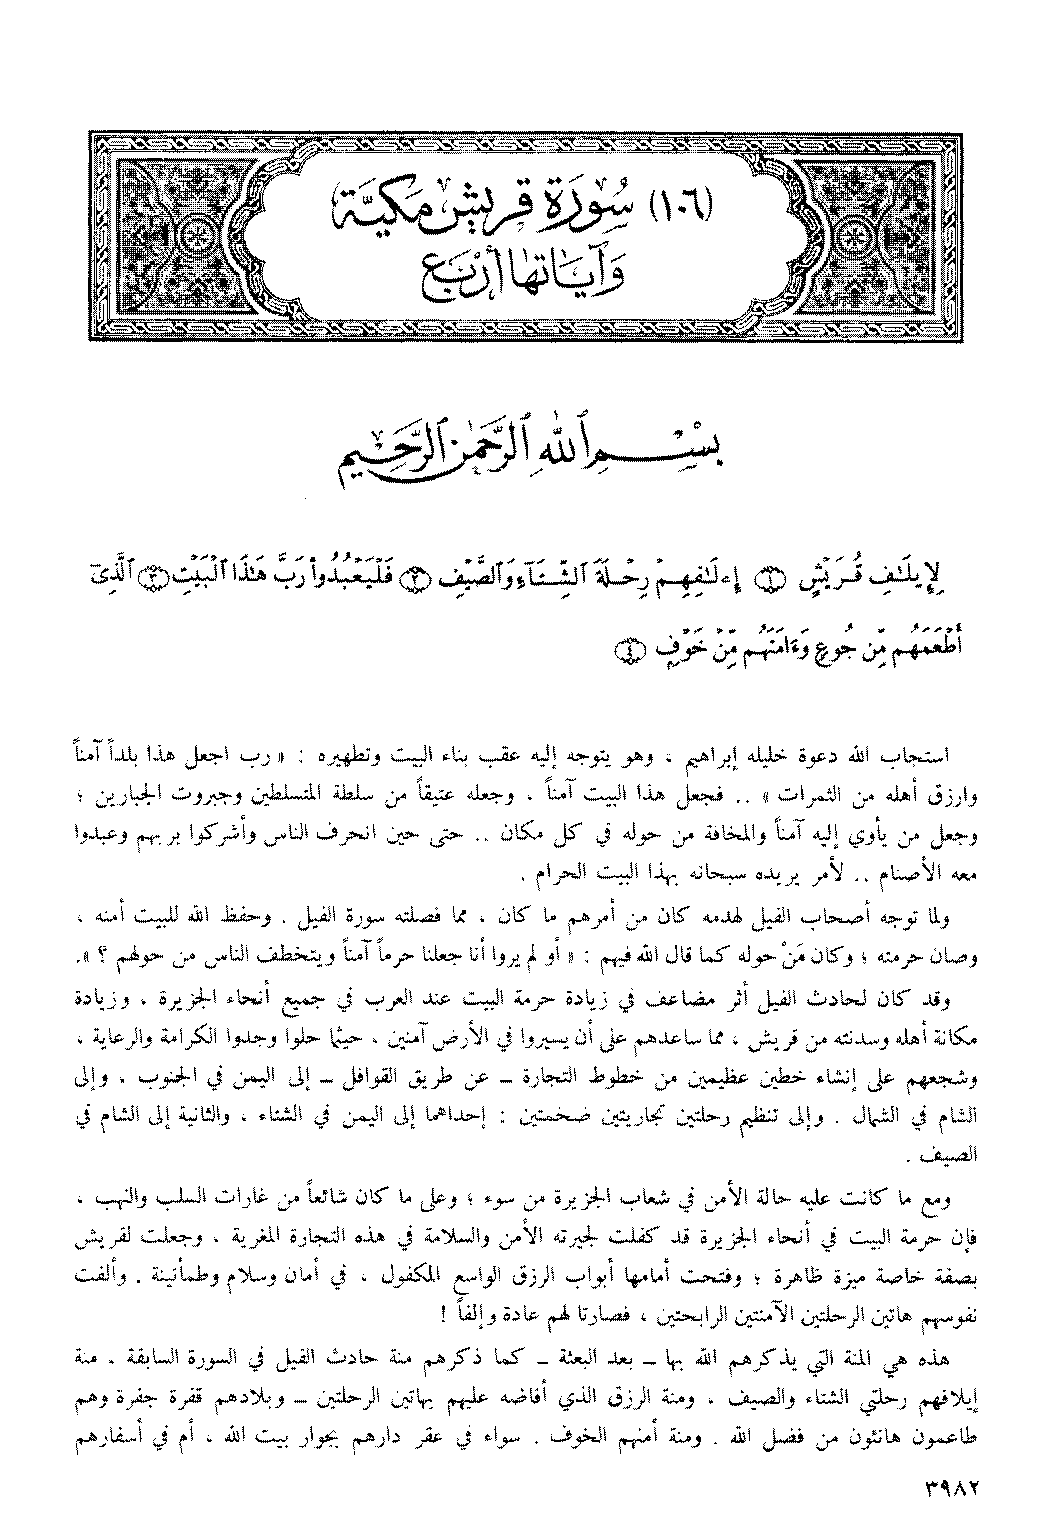 (١٠٦) سُورَة قريشٍ مَكيَّة
وَآيَاتها أَرْبَع
بِسْمِ ٱللَّهِ ٱلرَّحْمَٰنِ ٱلرَّحِيمِ
لِإِيلَٰفِ قُرَيْشٍ ۝١ إِۦلَٰفِهِمْ رِحْلَةَ ٱلشِّتَآءِ وَٱلصَّيْفِ ۝٢ فَلْيَعْبُدُوا۟ رَبَّ هَٰذَا ٱلْبَيْتِ ۝٣ ٱلَّذِىٓ
أَطْعَمَهُم مِّن جُوعٍ وَءَامَنَهُم مِّنْ خَوْفٍ ۝٤
استجاب الله دعوة خليله إبراهيم ، وهو يتوجه إليه عقب بناء البيت وتطهيره : « رب اجعل هذا بلداً آمناً
وارزق أهله من الثمرات » .. فجعل هذا البيت آمناً ، وجعله عتيقاً من سلطة المتسلطين وجبروت الجبارين ؛
وجعل من يأوي إليه آمناً والمخافة من حوله في كل مكان .. حتى حين انحرف الناس وأشركوا بربهم وعبدوا
معه الأصنام .. لأمر يريده سبحانه بهذا البيت الحرام .
ولما توجه أصحاب الفيل لهدمه كان من أمرهم ما كان ، مما فصلته سورة الفيل . وحفظ الله للبيت أمنه ،
وصان حرمته ؛ وكان مَنْ حوله كما قال الله فيهم : « أو لم يروا أنا جعلنا حرماً آمناً ويتخطف الناس من حولهم ؟ ».
وقد كان لحادث الفيل أثر مضاعف في زيادة حرمة البيت عند العرب في جميع أنحاء الجزيرة ، وزيادة
مكانة أهله وسدنته من قريش ، مما ساعدهم على أن يسيروا في الأرض آمنين ، حيثما حلوا وجدوا الكرامة والرعاية ،
وشجعهم على إنشاء خطين عظيمين من خطوط التجارة ــ عن طريق القوافل ــ إلى اليمن في الجنوب ، وإلى
الشام في الشمال . وإلى تنظيم رحلتين تجاريتين ضخمتين : إحداهما إلى اليمن في الشتاء ، والثانية إلى الشام في
الصيف .
ومع ما كانت عليه حالة الأمن في شعاب الجزيرة من سوء ؛ وعلى ما كان شائعاً من غارات السلب والنهب ،
فإن حرمة البيت في أنحاء الجزيرة قد كفلت لجيرته الأمن والسلامة في هذه التجارة المغرية ، وجعلت لقريش
بصفة خاصة ميزة ظاهرة ؛ وفتحت أمامها أبواب الرزق الواسع المكفول ، في أمان وسلام وطمأنينة . وألفت
نفوسهم هاتين الرحلتين الآمنتين الرابحتين ، فصارتا لهم عادة وإلفاً !
هذه هي المنة التي يذكرهم الله بها ــ بعد البعثة ــ كما ذكرهم منة حادث الفيل في السورة السابقة ، منة
إيلافهم رحلتي الشتاء والصيف ، ومنة الرزق الذي أفاضه عليهم بهاتين الرحلتين ــ وبلادهم قفرة جفرة وهم
طاعمون هانئون من فضل الله . ومنة أمنهم الخوف . سواء في عقر دارهم بجوار بيت الله ، أم في أسفارهم
٣٩٨٢